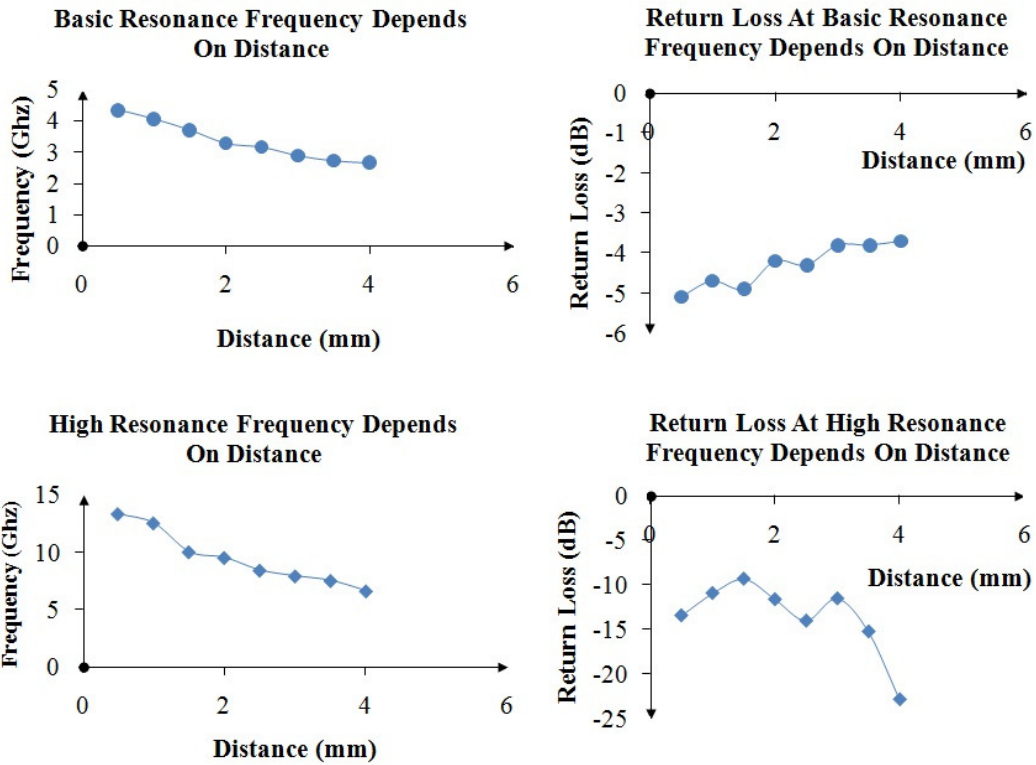 Basic Resonance Frequency Depends
On Distance
5
4
3
2
1
0
Frequency (Ghz)
0 2 4 6
Distance (mm)
Return Loss At Basic Resonance
Frequency Depends On Distance
0
-1
-2
-3
-4
-5
-6
Return Loss (dB)
0 2 4 6
Distance (mm)
High Resonance Frequency Depends
On Distance
15
10
5
0
Frequency (Ghz)
0 2 4 6
Distance (mm)
Return Loss At High Resonance
Frequency Depends On Distance
0
-5
-10
-15
-20
-25
Return Loss (dB)
0 2 4 6
Distance (mm)